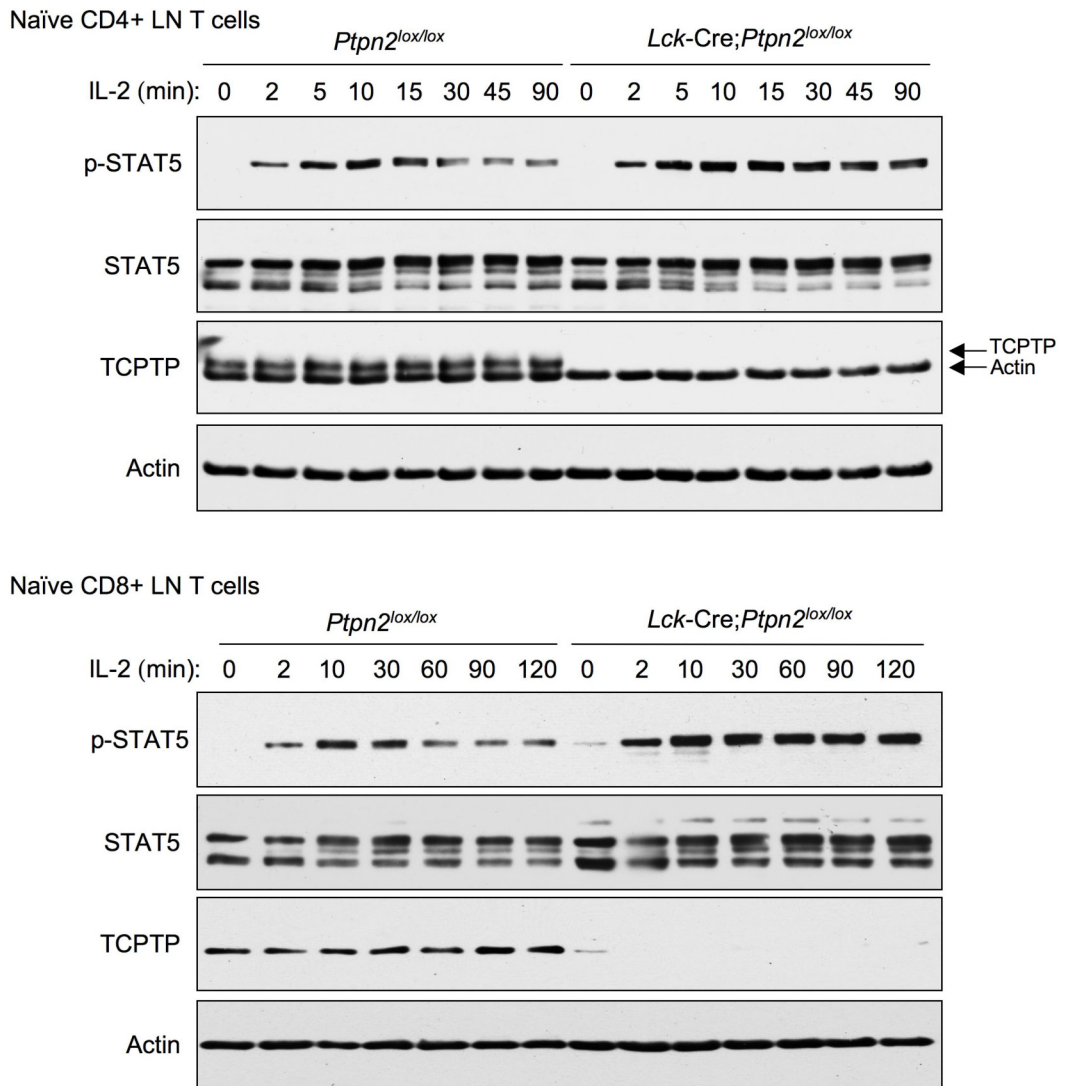 Naïve CD4+ LN T cells
Ptpn2lox/lox Lck-Cre;Ptpn2lox/lox
IL-2 (min): 0 2 5 10 15 30 45 90 0 2 5 10 15 30 45 90
p-STAT5
STAT5
TCPTP
TCPTP
Actin
Actin
Naïve CD8+ LN T cells
Ptpn2lox/lox Lck-Cre;Ptpn2lox/lox
IL-2 (min): 0 2 10 30 60 90 120 0 2 10 30 60 90 120
p-STAT5
STAT5
TCPTP
Actin